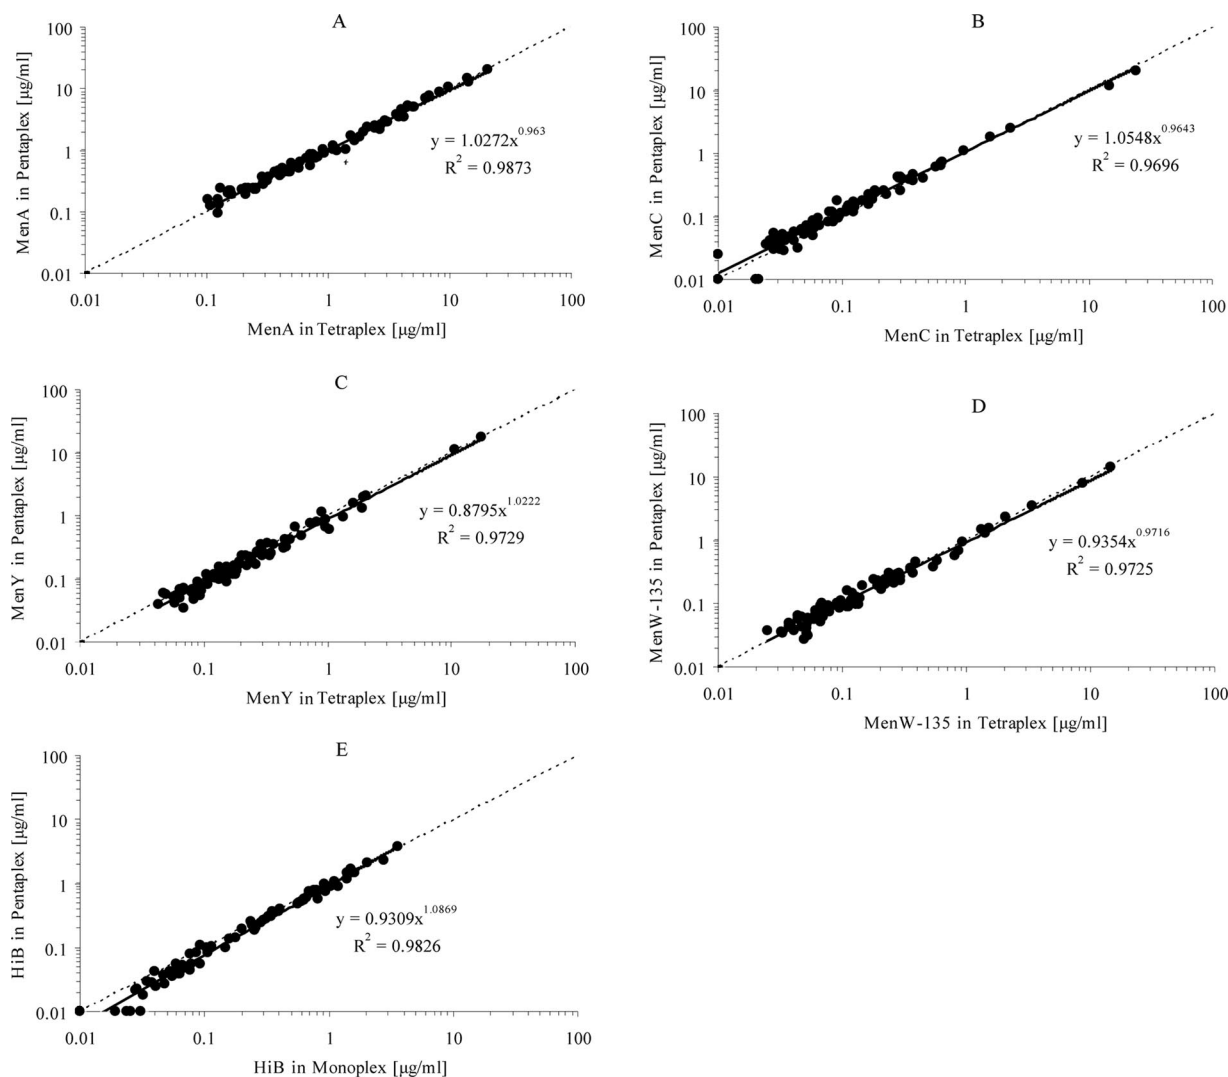 A
MenA in Pentaplex [µg/ml]
100
10
1
0.1
0.01
y = 1.0272x^0.963
R^2 = 0.9873
0.01 0.1 1 10 100
MenA in Tetraplex [µg/ml]
B
MenC in Pentaplex [µg/ml]
100
10
1
0.1
0.01
y = 1.0548x^0.9643
R^2 = 0.9696
0.01 0.1 1 10 100
MenC in Tetraplex [µg/ml]
C
MenY in Pentaplex [µg/ml]
100
10
1
0.1
0.01
y = 0.8795x^1.0222
R^2 = 0.9729
0.01 0.1 1 10 100
MenY in Tetraplex [µg/ml]
D
MenW-135 in Pentaplex [µg/ml]
100
10
1
0.1
0.01
y = 0.9354x^0.9716
R^2 = 0.9725
0.01 0.1 1 10 100
MenW-135 in Tetraplex [µg/ml]
E
HiB in Pentaplex [µg/ml]
100
10
1
0.1
0.01
y = 0.9309x^1.0869
R^2 = 0.9826
0.01 0.1 1 10 100
HiB in Monoplex [µg/ml]